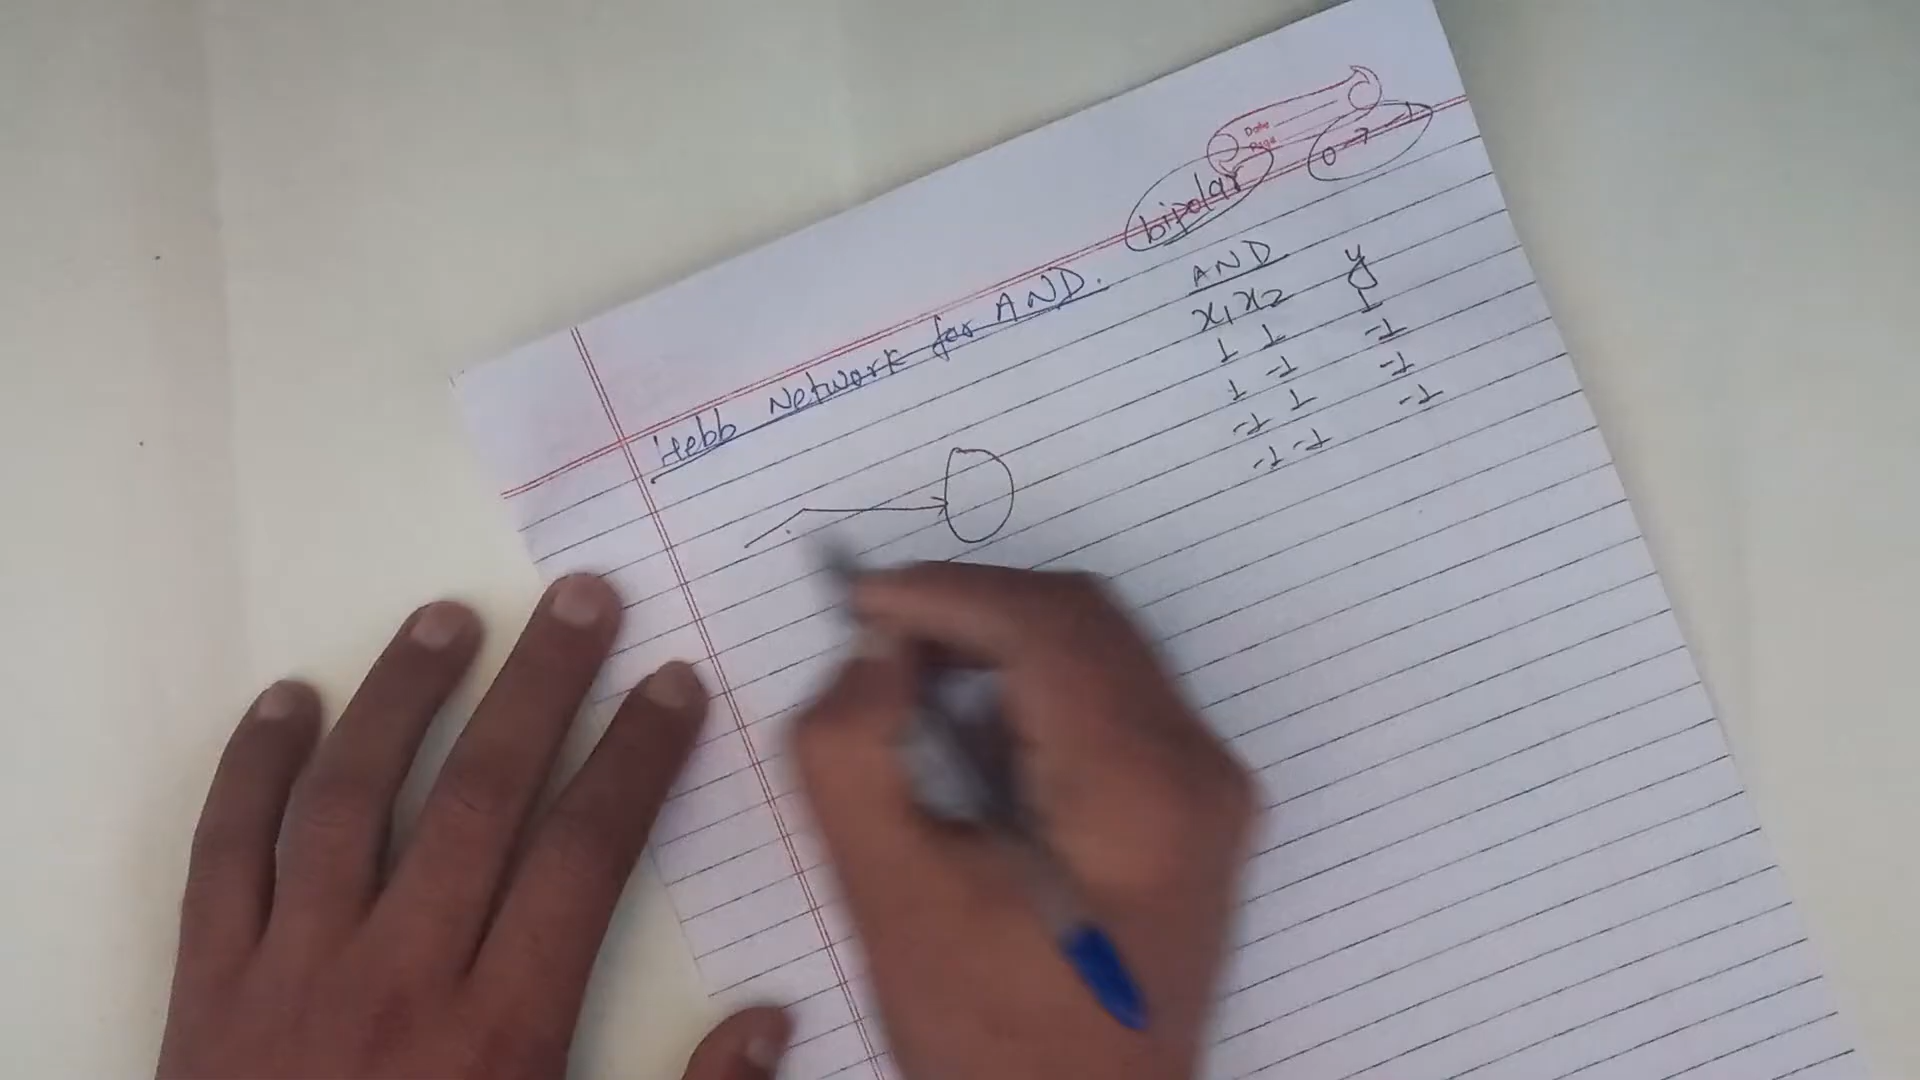 Date
Page
bipolar 0 → -1
Hebb Network for AND.
AND
x1 x2 y
1 1 1
1 -1 -1
-1 1 -1
-1 -1 -1